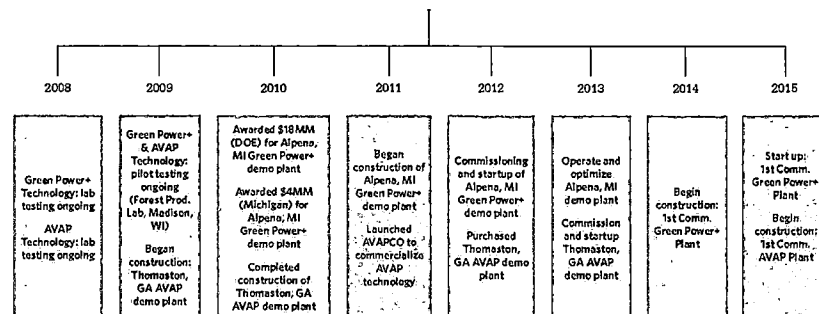 2008
2009
2010
2011
2012
2013
2014
2015
Green Power+
Technology: lab
testing ongoing
AVAP
Technology: lab
testing ongoing
Green Power+
& AVAP
Technology:
pilot testing
ongoing
(Forest Prod.
Lab, Madison,
WI)
Began
construction:
Thomaston,
GA AVAP
demo plant
Awarded $18MM
(DOE) for Alpena,
MI Green Power+
demo plant
Awarded $4MM
(Michigan) for
Alpena; MI
Green Power+
demo plant
Completed
construction of
Thomaston; GA
AVAP demo plant
Began
construction of
Alpena, MI
Green Power+
demo plant
Launched
AVAPCO to
commercialize
AVAP
technology
Commissioning
and startup of
Alpena, MI
Green Power+
demo plant
Purchased
Thomaston,
GA AVAP demo
plant
Operate and
optimize
Alpena, MI
demo plant
Commission
and startup
Thomaston,
GA AVAP
demo plant
Begin
construction:
1st Comm.
Green Power+
Plant
Start up:
1st Comm.
Green Power+
Plant
Begin
construction:
1st Comm.
AVAP Plant